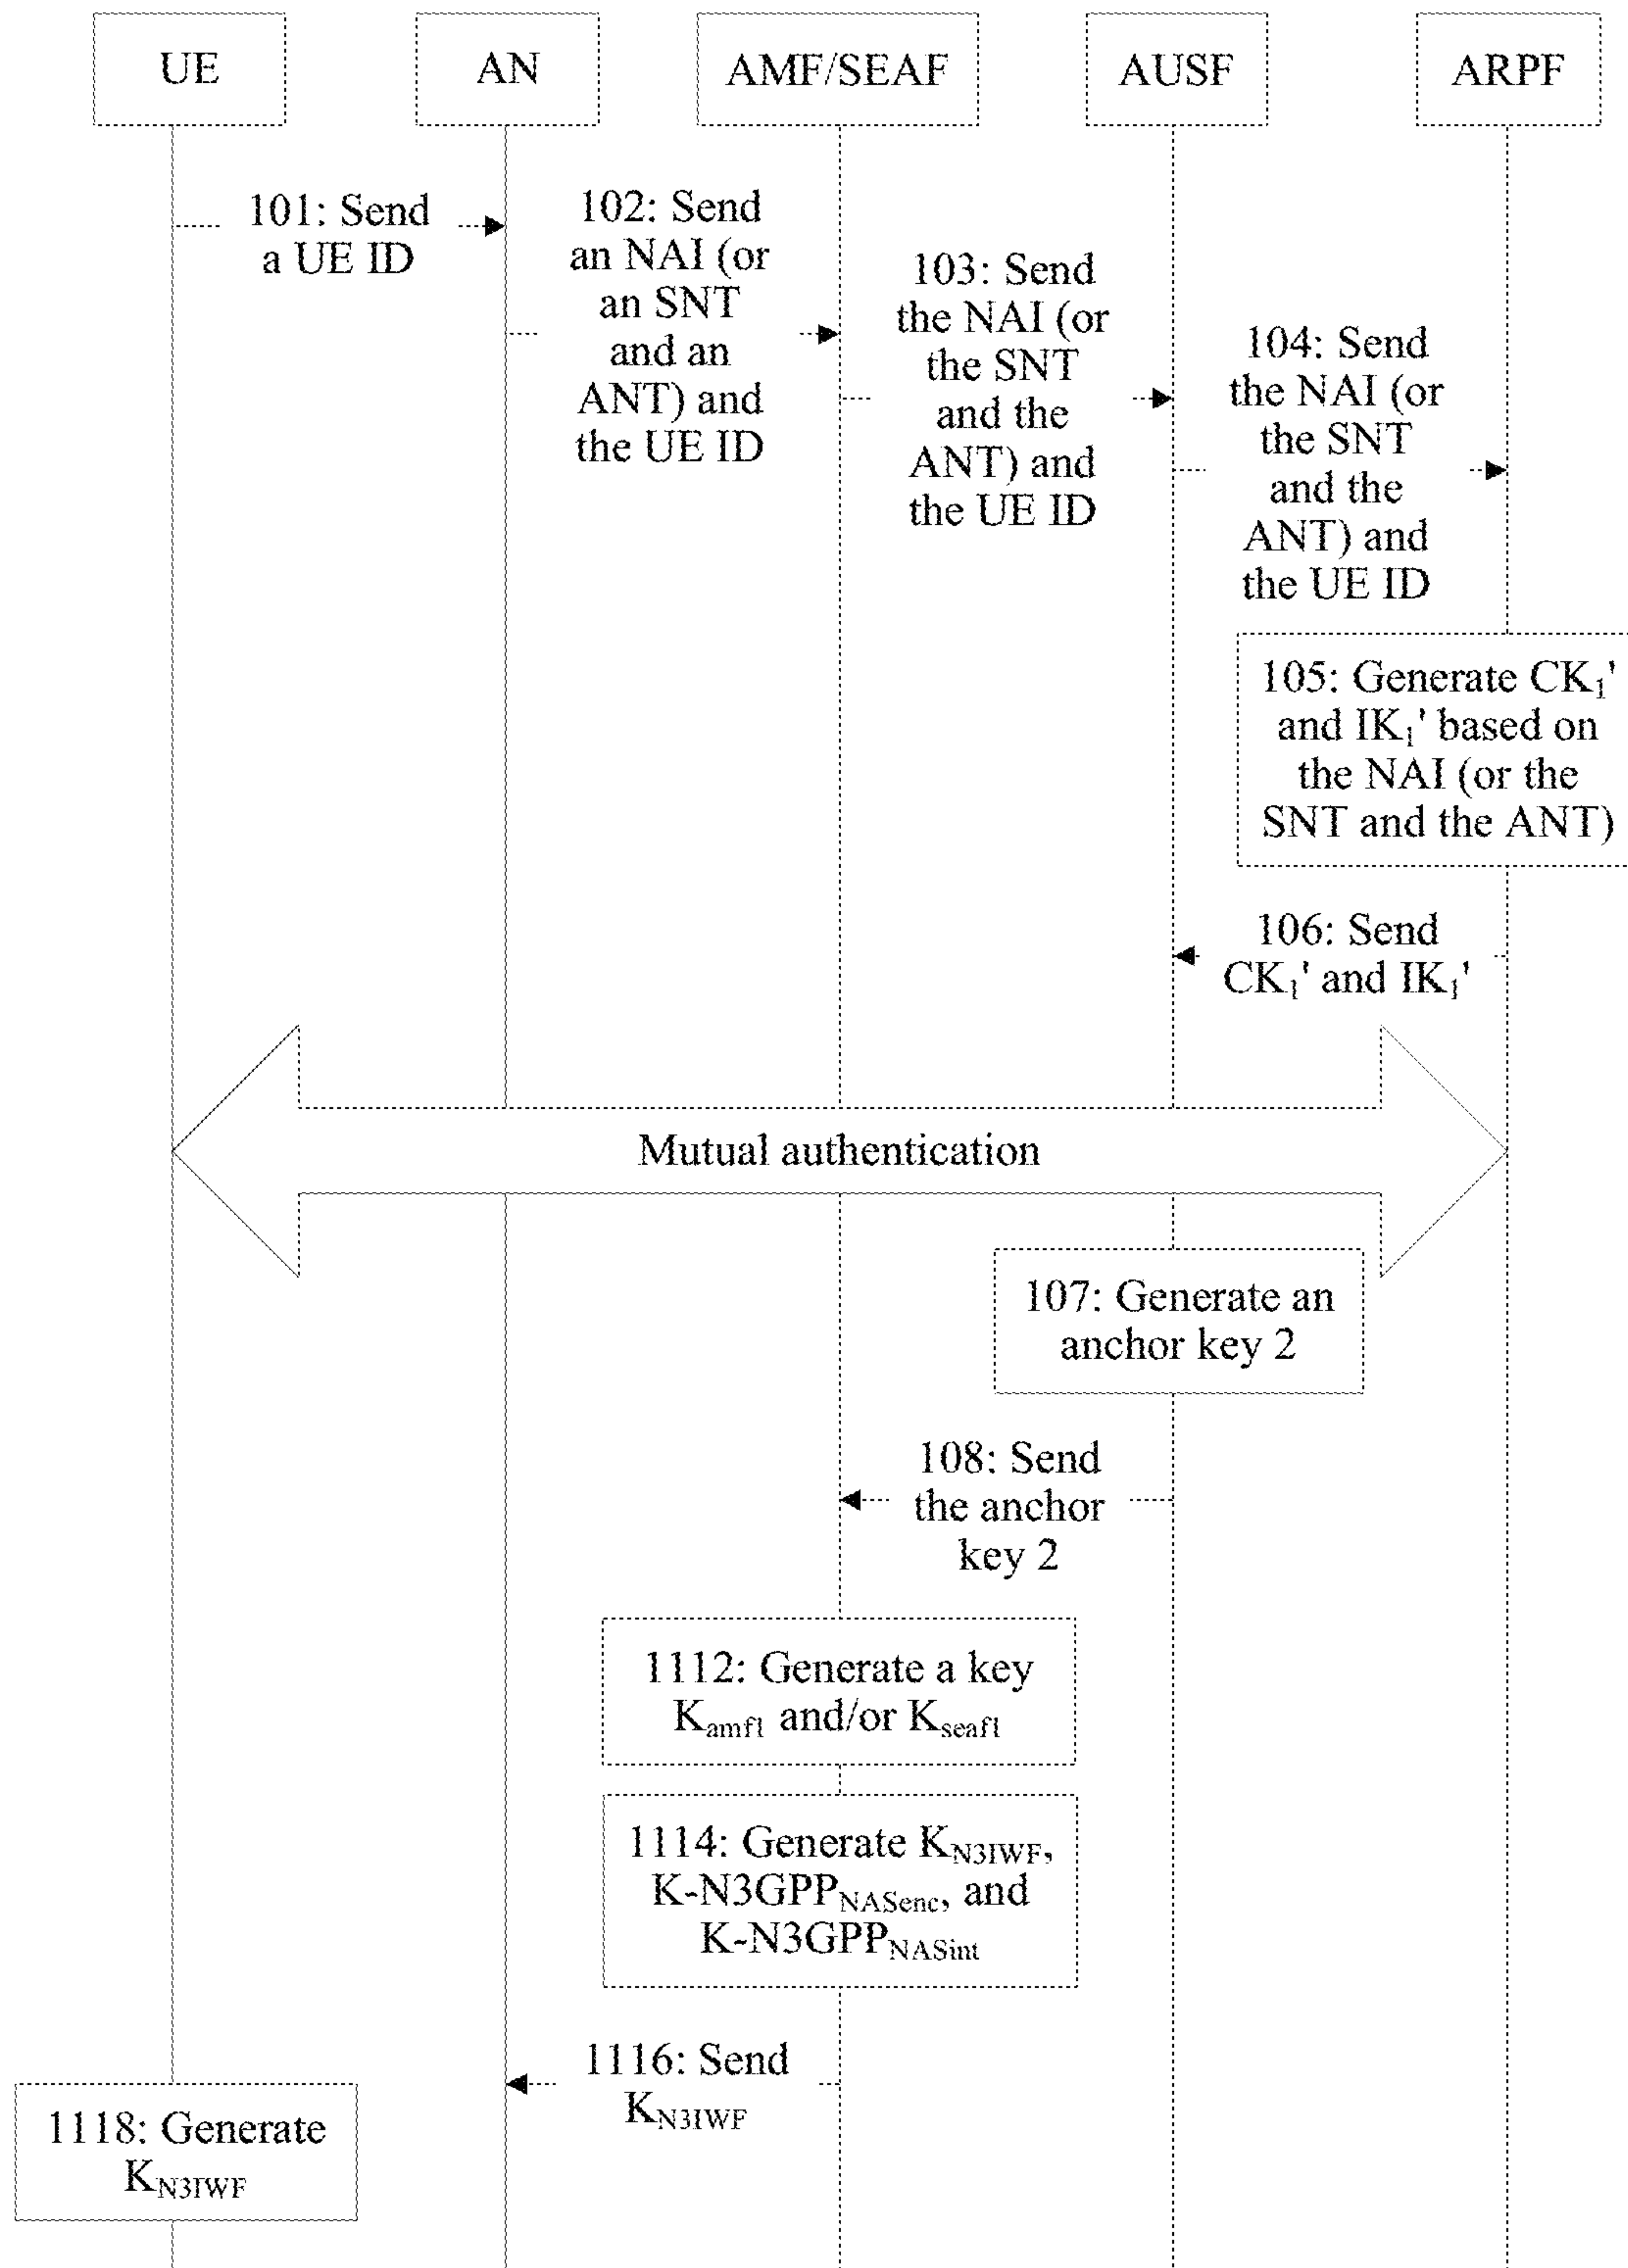 UE
AN
AMF/SEAF
AUSF
ARPF
101: Send
a UE ID
102: Send
an NAI (or
an SNT
and an
ANT) and
the UE ID
103: Send
the NAI (or
the SNT
and the
ANT) and
the UE ID
104: Send
the NAI (or
the SNT
and the
ANT) and
the UE ID
105: Generate CK₁'
and IK₁' based on
the NAI (or the
SNT and the ANT)
106: Send
CK₁' and IK₁'
Mutual authentication
107: Generate an
anchor key 2
108: Send
the anchor
key 2
1112: Generate a key
Kamf1 and/or Kseaf1
1114: Generate KN3IWF,
K-N3GPPNASenc, and
K-N3GPPNASint
1116: Send
KN3IWF
1118: Generate
KN3IWF